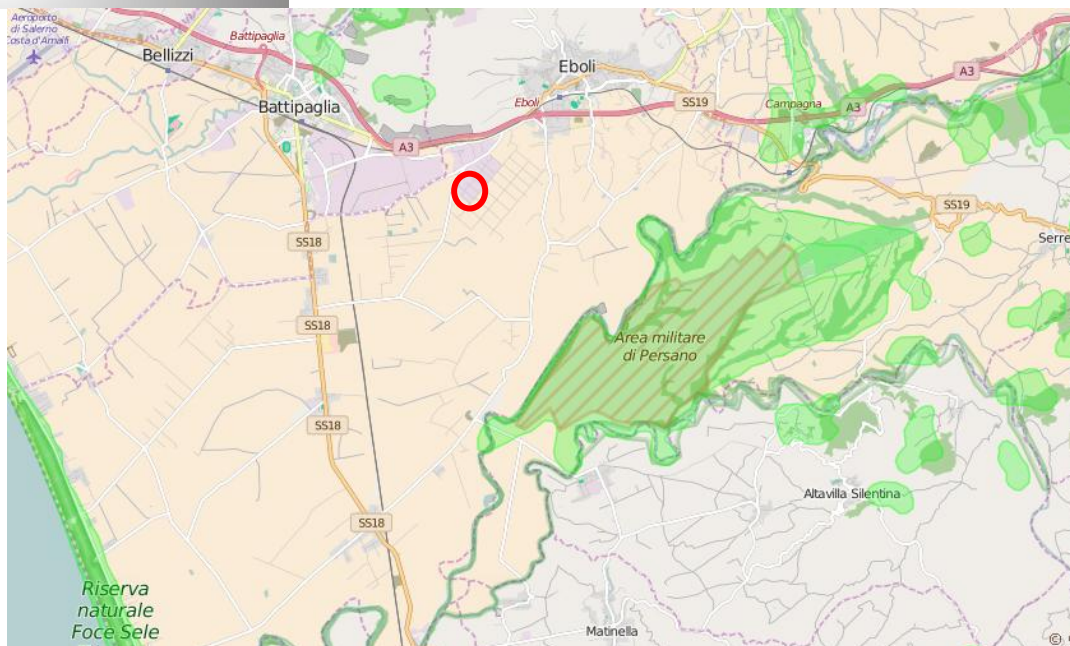 Aeroporto
di Salerno
Costa d'Amalfi
Battipaglia
Bellizzi
Battipaglia
Eboli
Eboli
A3
SS19
Campagna
A3
A3
SS19
Serre
SS18
SS18
Area militare
di Persano
SS18
Altavilla Silentina
SS18
Riserva
naturale
Foce Sele
Matinella
©